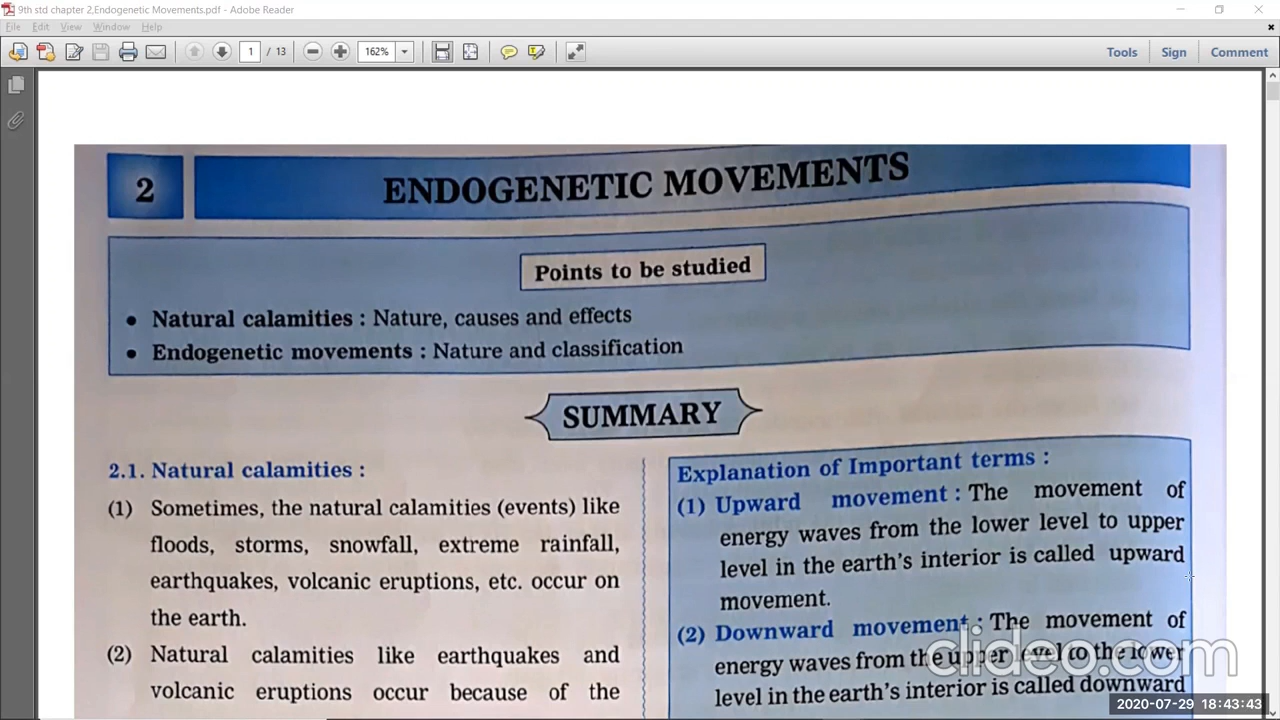 9th std chapter 2,Endogenetic Movements.pdf - Adobe Reader
File Edit View Window Help
1 / 13
162%
Tools Sign Comment
2
ENDOGENETIC MOVEMENTS
Points to be studied
• Natural calamities : Nature, causes and effects
• Endogenetic movements : Nature and classification
SUMMARY
2.1. Natural calamities :
(1) Sometimes, the natural calamities (events) like
floods, storms, snowfall, extreme rainfall,
earthquakes, volcanic eruptions, etc. occur on
the earth.
(2) Natural calamities like earthquakes and
volcanic eruptions occur because of the
Explanation of Important terms :
(1) Upward movement : The movement of
energy waves from the lower level to upper
level in the earth's interior is called upward
movement.
(2) Downward movement : The movement of
energy waves from the upper level to the lower
level in the earth's interior is called downward
clideo.com
2020-07-29 18:43:43